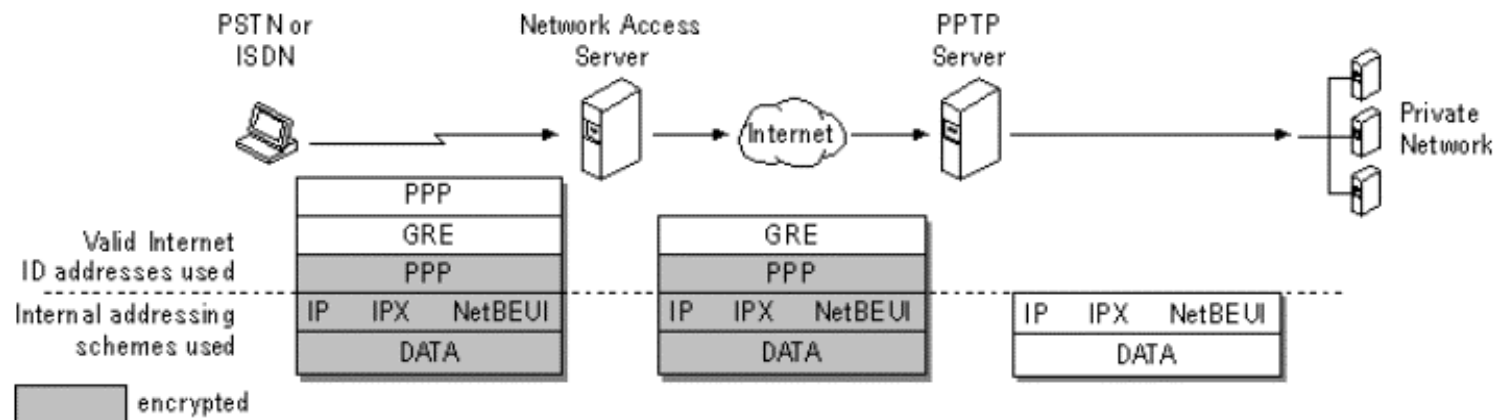 PSTN or
ISDN
Network Access
Server
PPTP
Server
Internet
Private
Network
PPP
GRE
PPP
IP IPX NetBEUI
DATA
GRE
PPP
IP IPX NetBEUI
DATA
IP IPX NetBEUI
DATA
Valid Internet
ID addresses used
Internal addressing
schemes used
encrypted